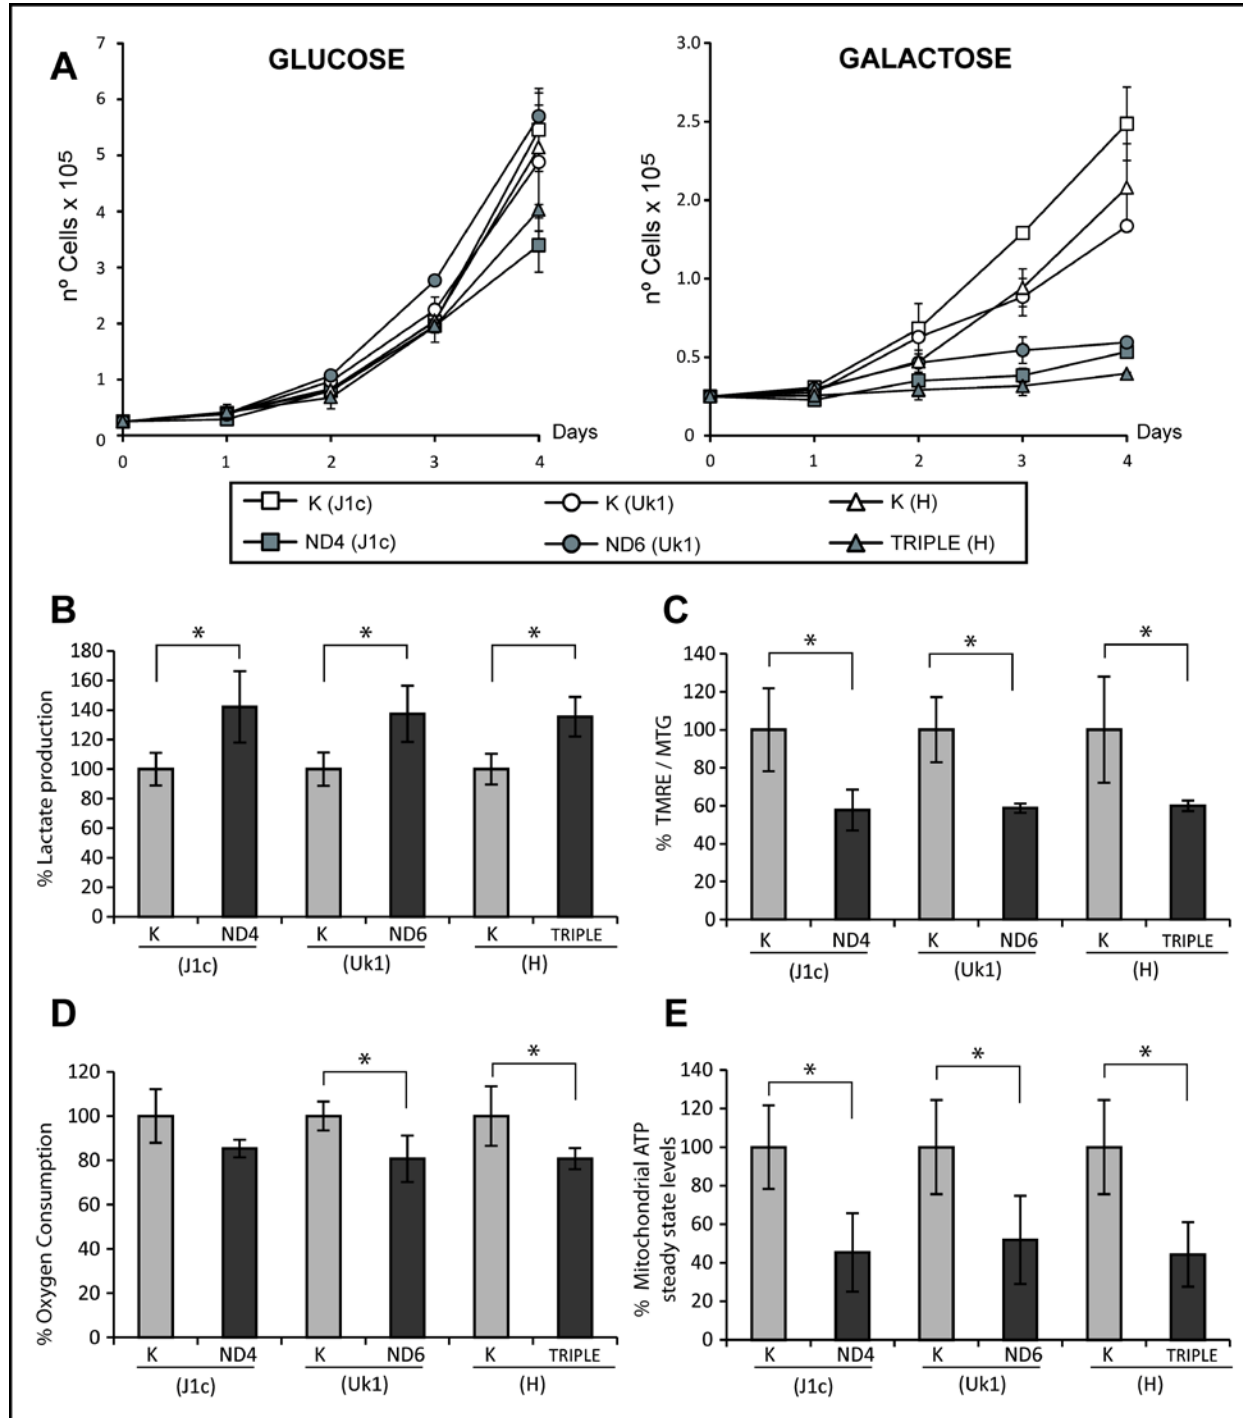 A
GLUCOSE
GALACTOSE
7
6
5
4
3
2
1
0
nº Cells x 10⁵
0 1 2 3 4
Days
3.0
2.5
2.0
1.0
0.5
0
nº Cells x 10⁵
0 1 2 3 4
Days
K (J1c) K (Uk1) K (H)
ND4 (J1c) ND6 (Uk1) TRIPLE (H)
B
% Lactate production
180
160
140
120
100
80
60
40
20
0
* * *
K ND4 K ND6 K TRIPLE
(J1c) (Uk1) (H)
C
% TMRE / MTG
140
120
100
80
60
40
20
0
* * *
K ND4 K ND6 K TRIPLE
(J1c) (Uk1) (H)
D
% Oxygen Consumption
120
100
80
60
40
20
0
* *
K ND4 K ND6 K TRIPLE
(J1c) (Uk1) (H)
E
% Mitochondrial ATP
steady state levels
140
120
100
80
60
40
20
0
* * *
K ND4 K ND6 K TRIPLE
(J1c) (Uk1) (H)